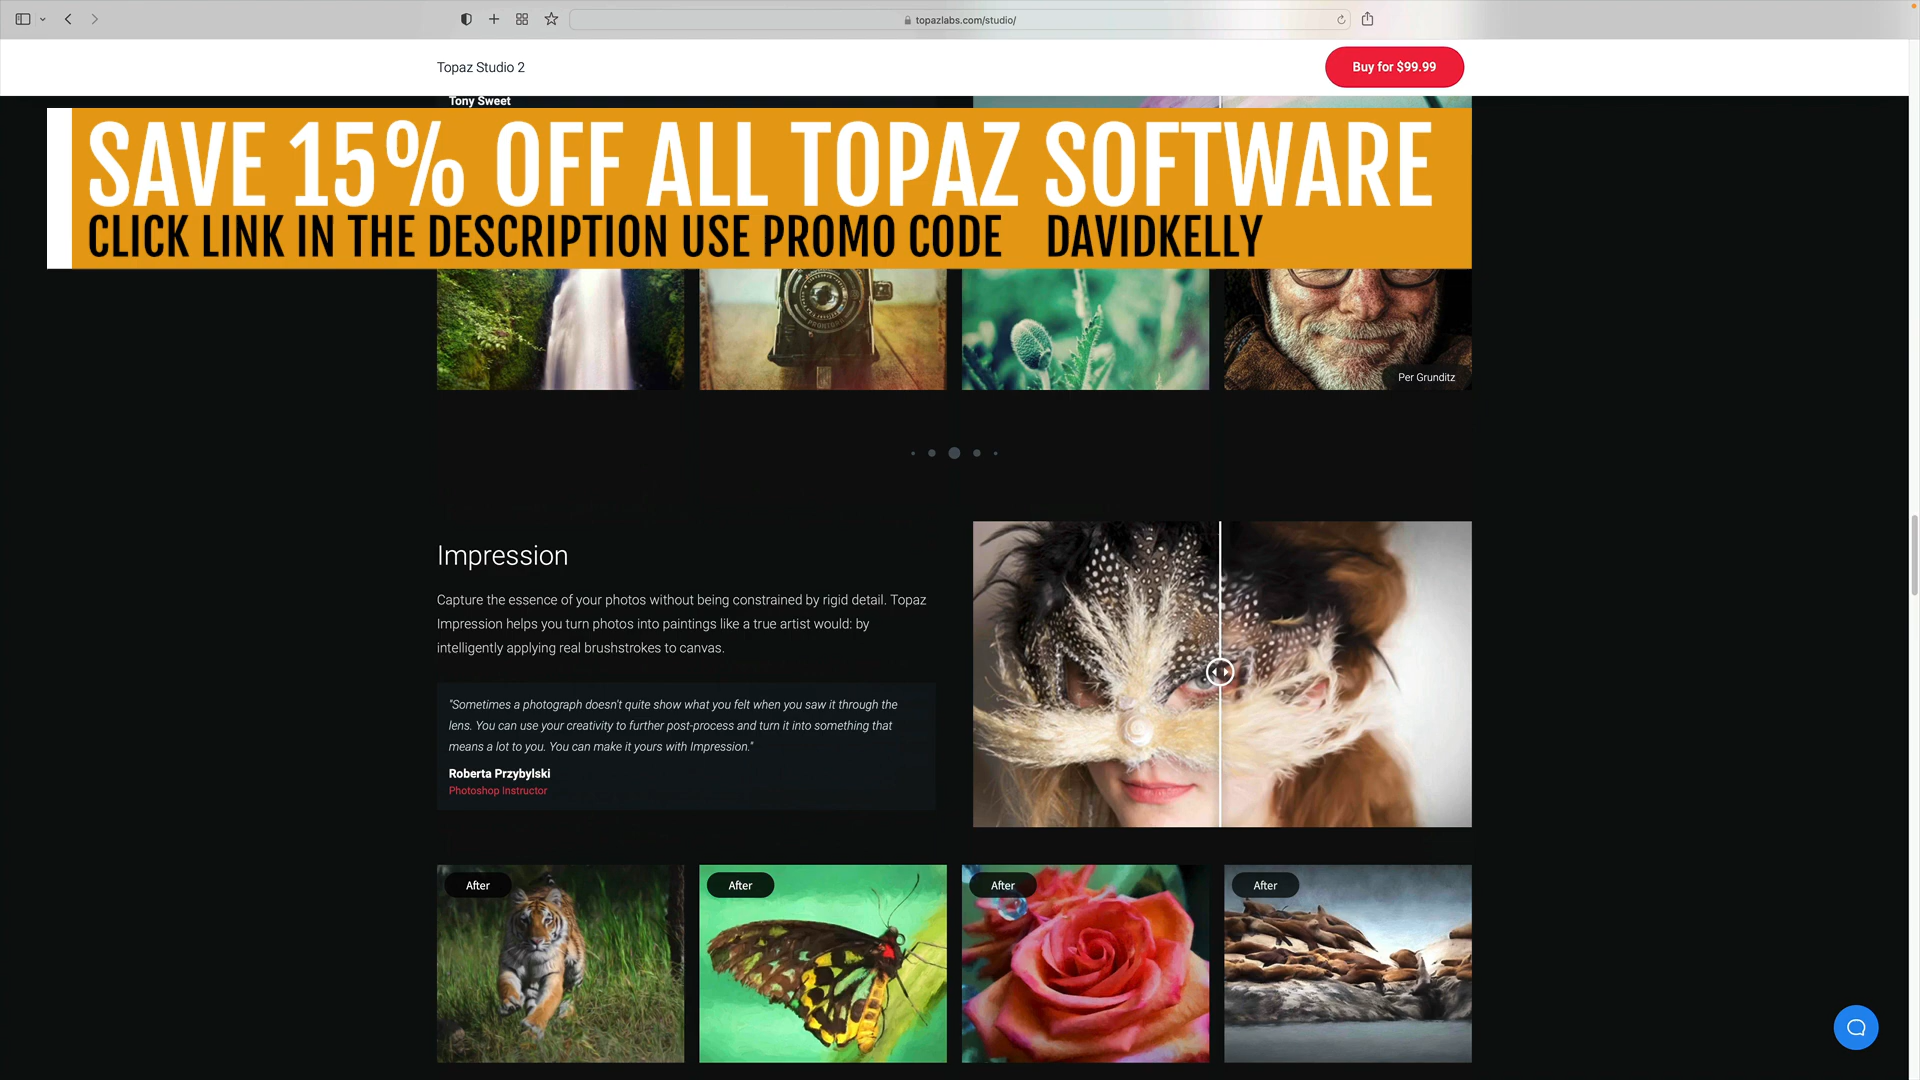 topazlabs.com/studio/
Topaz Studio 2
Buy for $99.99
Tony Sweet
SAVE 15% OFF ALL TOPAZ SOFTWARE
CLICK LINK IN THE DESCRIPTION USE PROMO CODE DAVIDKELLY
PRONTOR
Per Grunditz
Impression
Capture the essence of your photos without being constrained by rigid detail. Topaz
Impression helps you turn photos into paintings like a true artist would: by
intelligently applying real brushstrokes to canvas.
"Sometimes a photograph doesn't quite show what you felt when you saw it through the
lens. You can use your creativity to further post-process and turn it into something that
means a lot to you. You can make it yours with Impression."
Roberta Przybylski
Photoshop Instructor
After
After
After
After